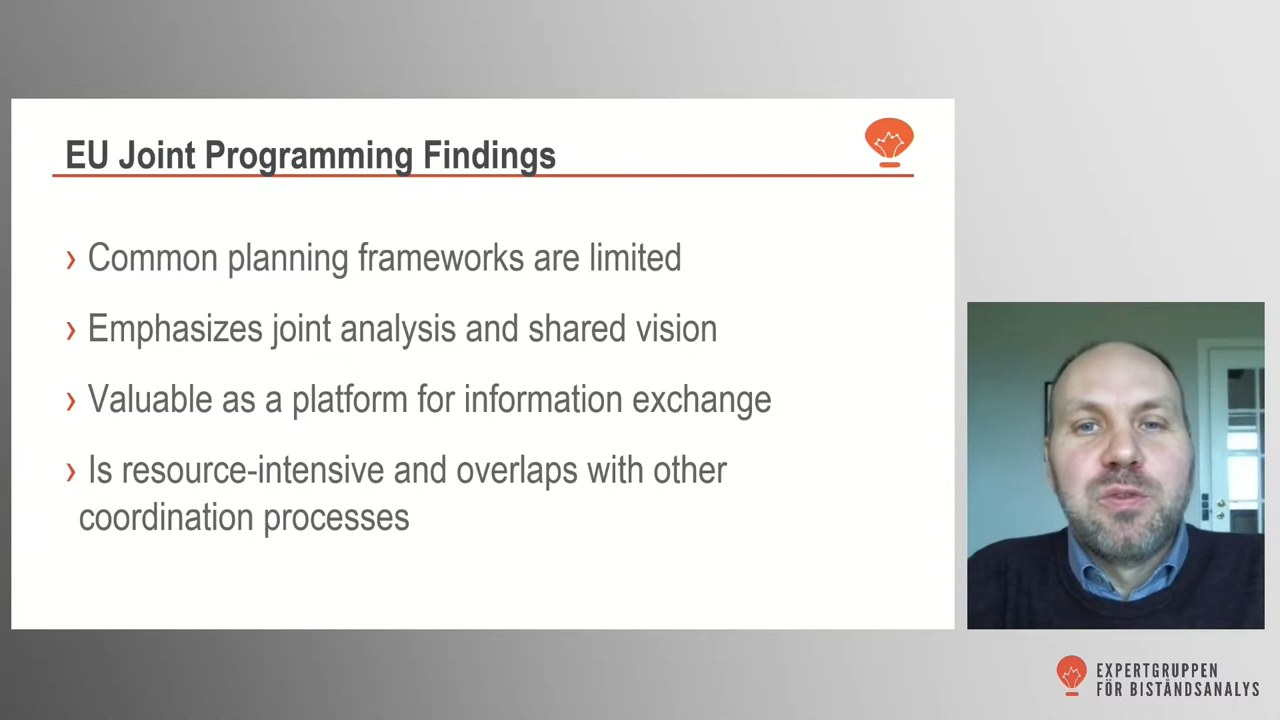 EU Joint Programming Findings
› Common planning frameworks are limited
› Emphasizes joint analysis and shared vision
› Valuable as a platform for information exchange
› Is resource-intensive and overlaps with other
coordination processes
EXPERTGRUPPEN
FÖR BISTÅNDSANALYS